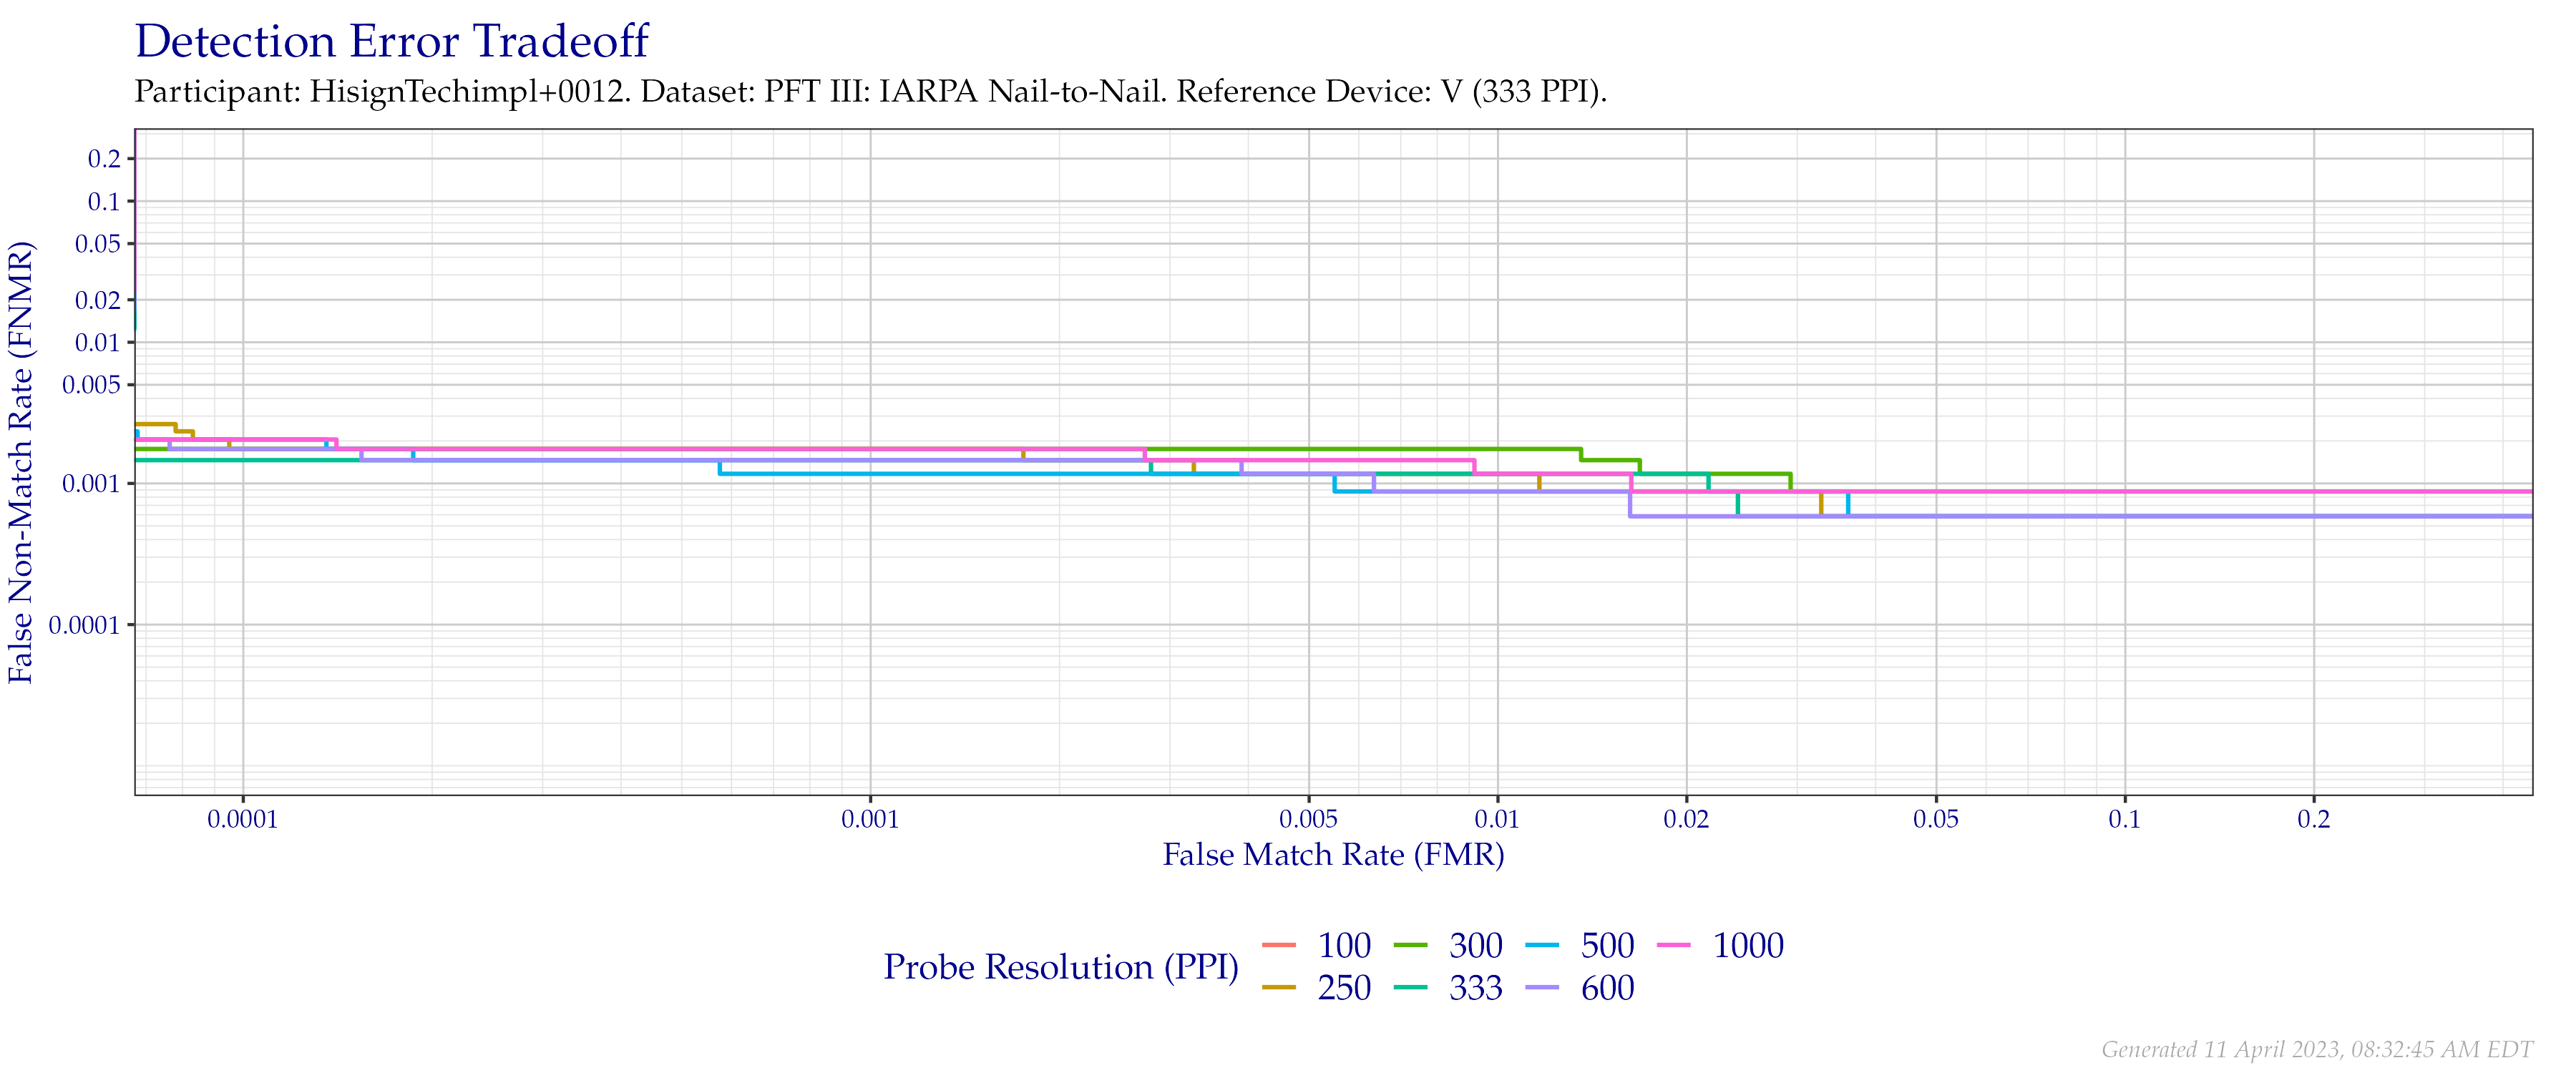 Detection Error Tradeoff
Participant: HisignTechimpl+0012. Dataset: PFT III: IARPA Nail-to-Nail. Reference Device: V (333 PPI).
False Non-Match Rate (FNMR)
0.2
0.1
0.05
0.02
0.01
0.005
0.001
0.0001
0.0001 0.001 0.005 0.01 0.02 0.05 0.1 0.2
False Match Rate (FMR)
Probe Resolution (PPI)
100 300 500 1000
250 333 600
Generated 11 April 2023, 08:32:45 AM EDT